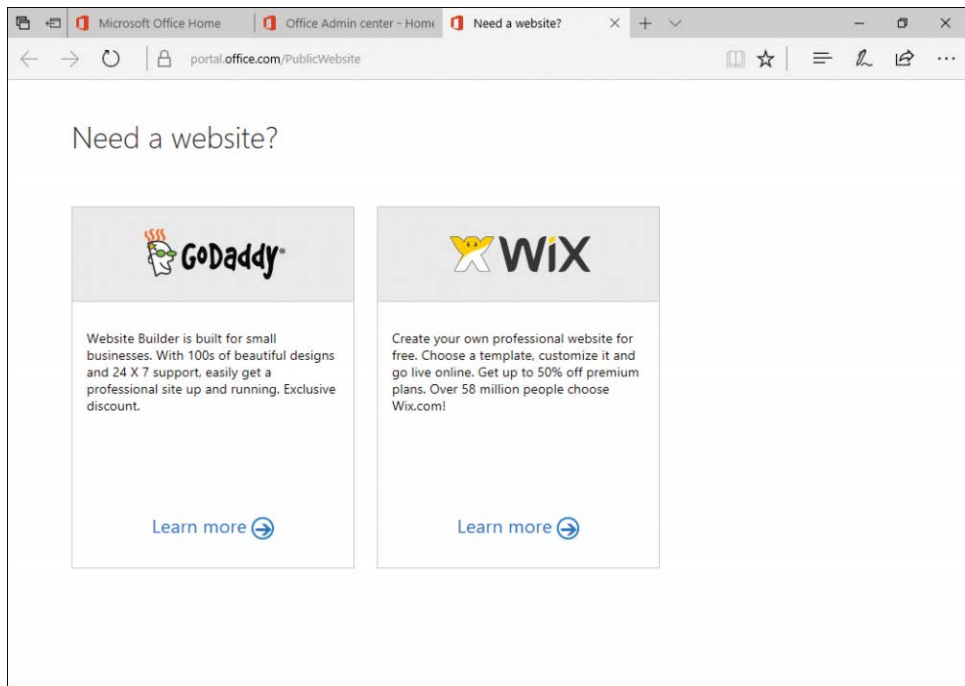 Microsoft Office Home
Office Admin center - Home
Need a website?
portal.office.com/PublicWebsite
Need a website?
GoDaddy
WiX
Website Builder is built for small
businesses. With 100s of beautiful designs
and 24 X 7 support, easily get a
professional site up and running. Exclusive
discount.
Create your own professional website for
free. Choose a template, customize it and
go live online. Get up to 50% off premium
plans. Over 58 million people choose
Wix.com!
Learn more
Learn more